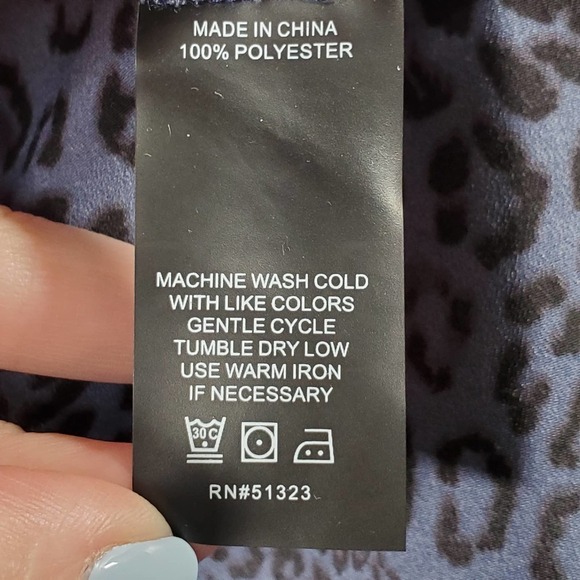 MADE IN CHINA
100% POLYESTER
MACHINE WASH COLD
WITH LIKE COLORS
GENTLE CYCLE
TUMBLE DRY LOW
USE WARM IRON
IF NECESSARY
30C
RN#51323